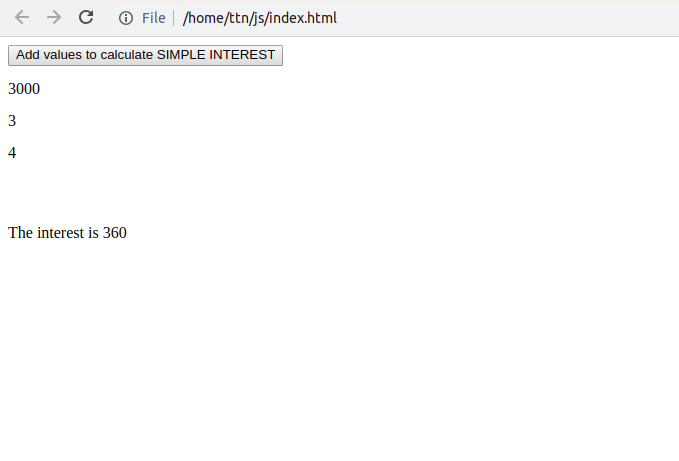 File /home/ttn/js/index.html
Add values to calculate SIMPLE INTEREST
3000
3
4
The interest is 360